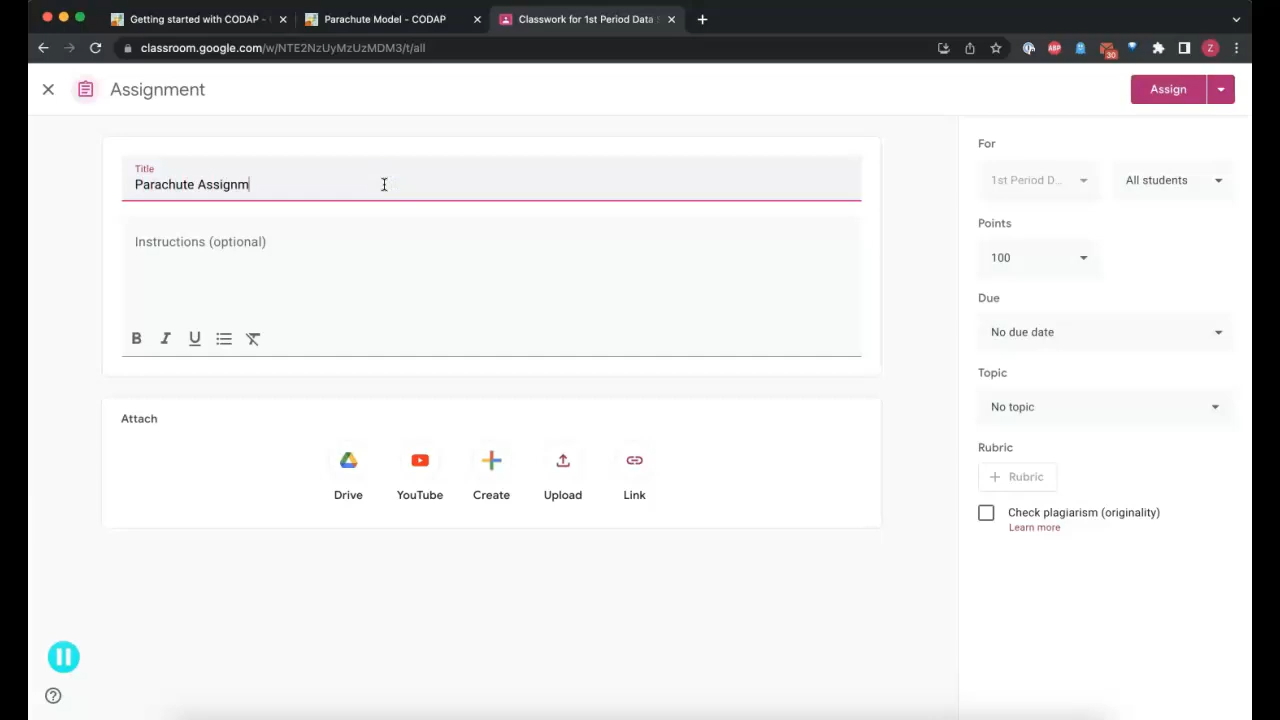 Getting started with CODAP -
Parachute Model - CODAP
Classwork for 1st Period Data
classroom.google.com/w/NTE2NzUyMzUzMDM3/t/all
ABP
30
Z
Assignment
Assign
Title
Parachute Assignm
Instructions (optional)
B I U
Attach
Drive
YouTube
Create
Upload
Link
For
1st Period D...
All students
Points
100
Due
No due date
Topic
No topic
Rubric
+ Rubric
Check plagiarism (originality)
Learn more